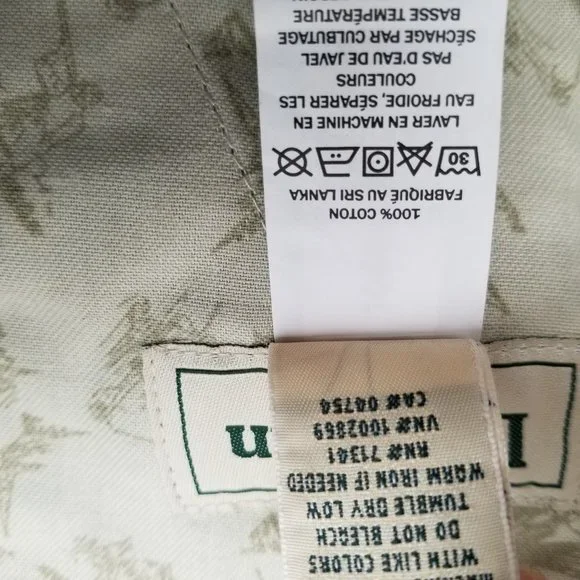 WITH LIKE COLORS
DO NOT BLEACH
TUMBLE DRY LOW
WARM IRON IF NEEDED
RN# 71341
VN# 1002869
CA# 04754
100% COTON
FABRIQUÉ AU SRI LANKA
30
LAVER EN MACHINE EN
EAU FROIDE, SÉPARER LES
COULEURS
PAS D'EAU DE JAVEL
SÉCHAGE PAR CULBUTAGE
BASSE TEMPÉRATURE